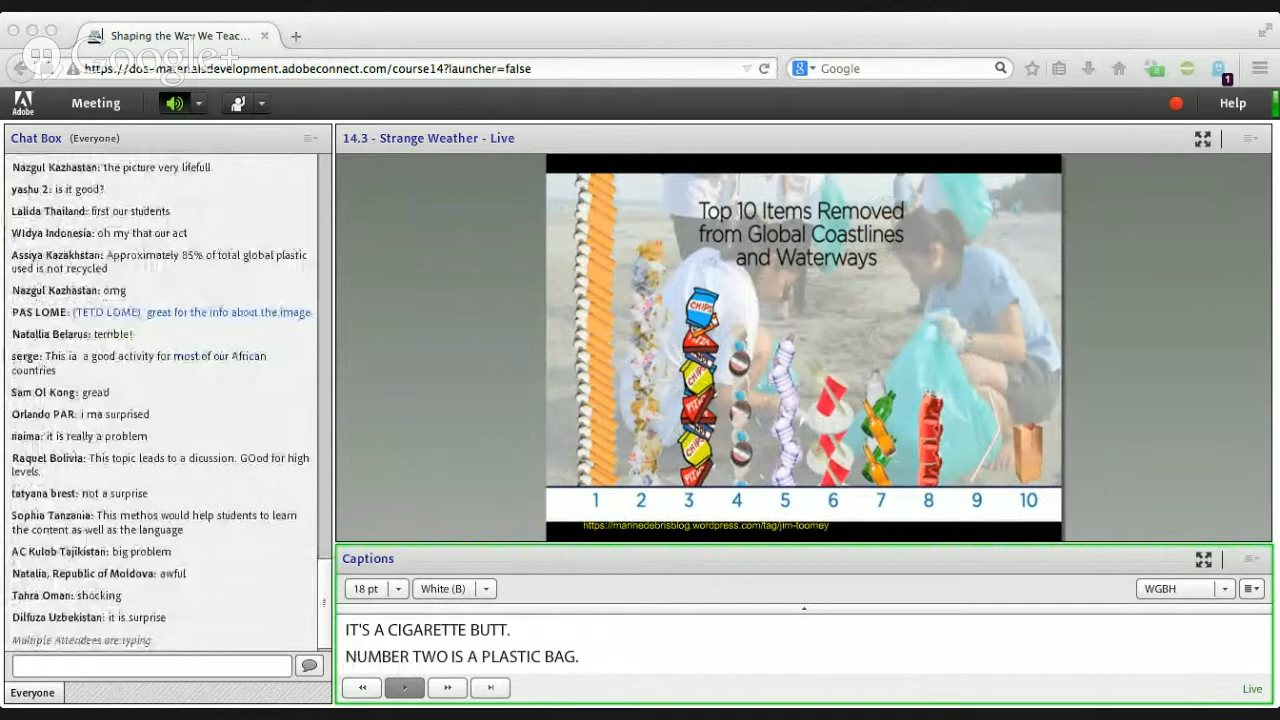 Shaping the Way We Teac...
Google+
https://dos-materialsdevelopment.adobeconnect.com/course14?launcher=false
Google
1
Adobe
Meeting
Help
Chat Box (Everyone)
Nazgul Kazhastan: the picture very lifefull
yashu 2: is it good?
Lalida Thailand: first our students
WIdya Indonesia: oh my that our act
Assiya Kazakhstan: Approximately 85% of total global plastic
used is not recycled
Nazgul Kazhastan: omg
PAS LOME: (TETO LOME) great for the info about the image
Natallia Belarus: terrible!
serge: This ia a good activity for most of our African
countries
Sam Ol Kong: gread
Orlando PAR: i ma surprised
naima: it is really a problem
Raquel Bolivia: This topic leads to a dicussion. GOod for high
levels.
tatyana brest: not a surprise
Sophia Tanzania: This methos would help students to learn
the content as well as the language
AC Kulob Tajikistan: big problem
Natalia, Republic of Moldova: awful
Tahra Oman: shocking
Dilfuza Uzbekistan: it is surprise
Multiple Attendees are typing
Everyone
14.3 - Strange Weather - Live
Top 10 Items Removed
from Global Coastlines
and Waterways
CHIPS
CHIPS
CHIPS
1 2 3 4 5 6 7 8 9 10
https://marinedebrisblog.wordpress.com/tag/jim-toomey
Captions
18 pt White (B) WGBH
IT'S A CIGARETTE BUTT.
NUMBER TWO IS A PLASTIC BAG.
Live